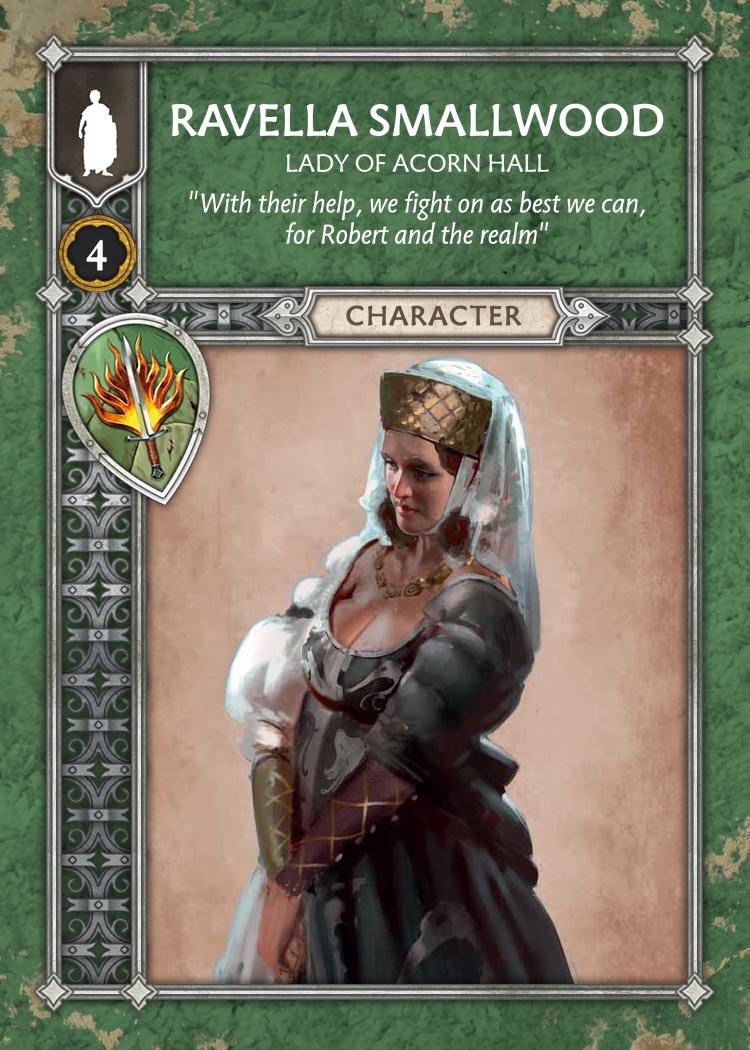 RAVELLA SMALLWOOD
LADY OF ACORN HALL
"With their help, we fight on as best we can,
for Robert and the realm"
4
CHARACTER